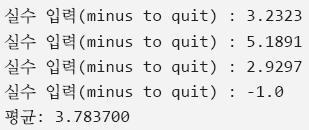 실수 입력(minus to quit) : 3.2323
실수 입력(minus to quit) : 5.1891
실수 입력(minus to quit) : 2.9297
실수 입력(minus to quit) : -1.0
평균: 3.783700